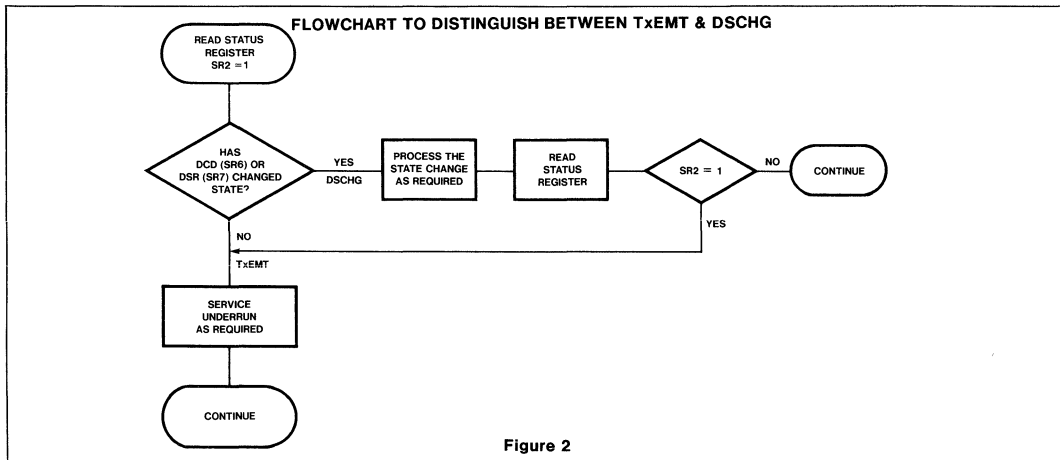 FLOWCHART TO DISTINGUISH BETWEEN TxEMT & DSCHG
READ STATUS
REGISTER
SR2 = 1
HAS
DCD (SR6) OR
DSR (SR7) CHANGED
STATE?
YES
DSCHG
PROCESS THE
STATE CHANGE
AS REQUIRED
READ
STATUS
REGISTER
SR2 = 1
NO
CONTINUE
YES
NO
TxEMT
SERVICE
UNDERRUN
AS REQUIRED
CONTINUE
Figure 2